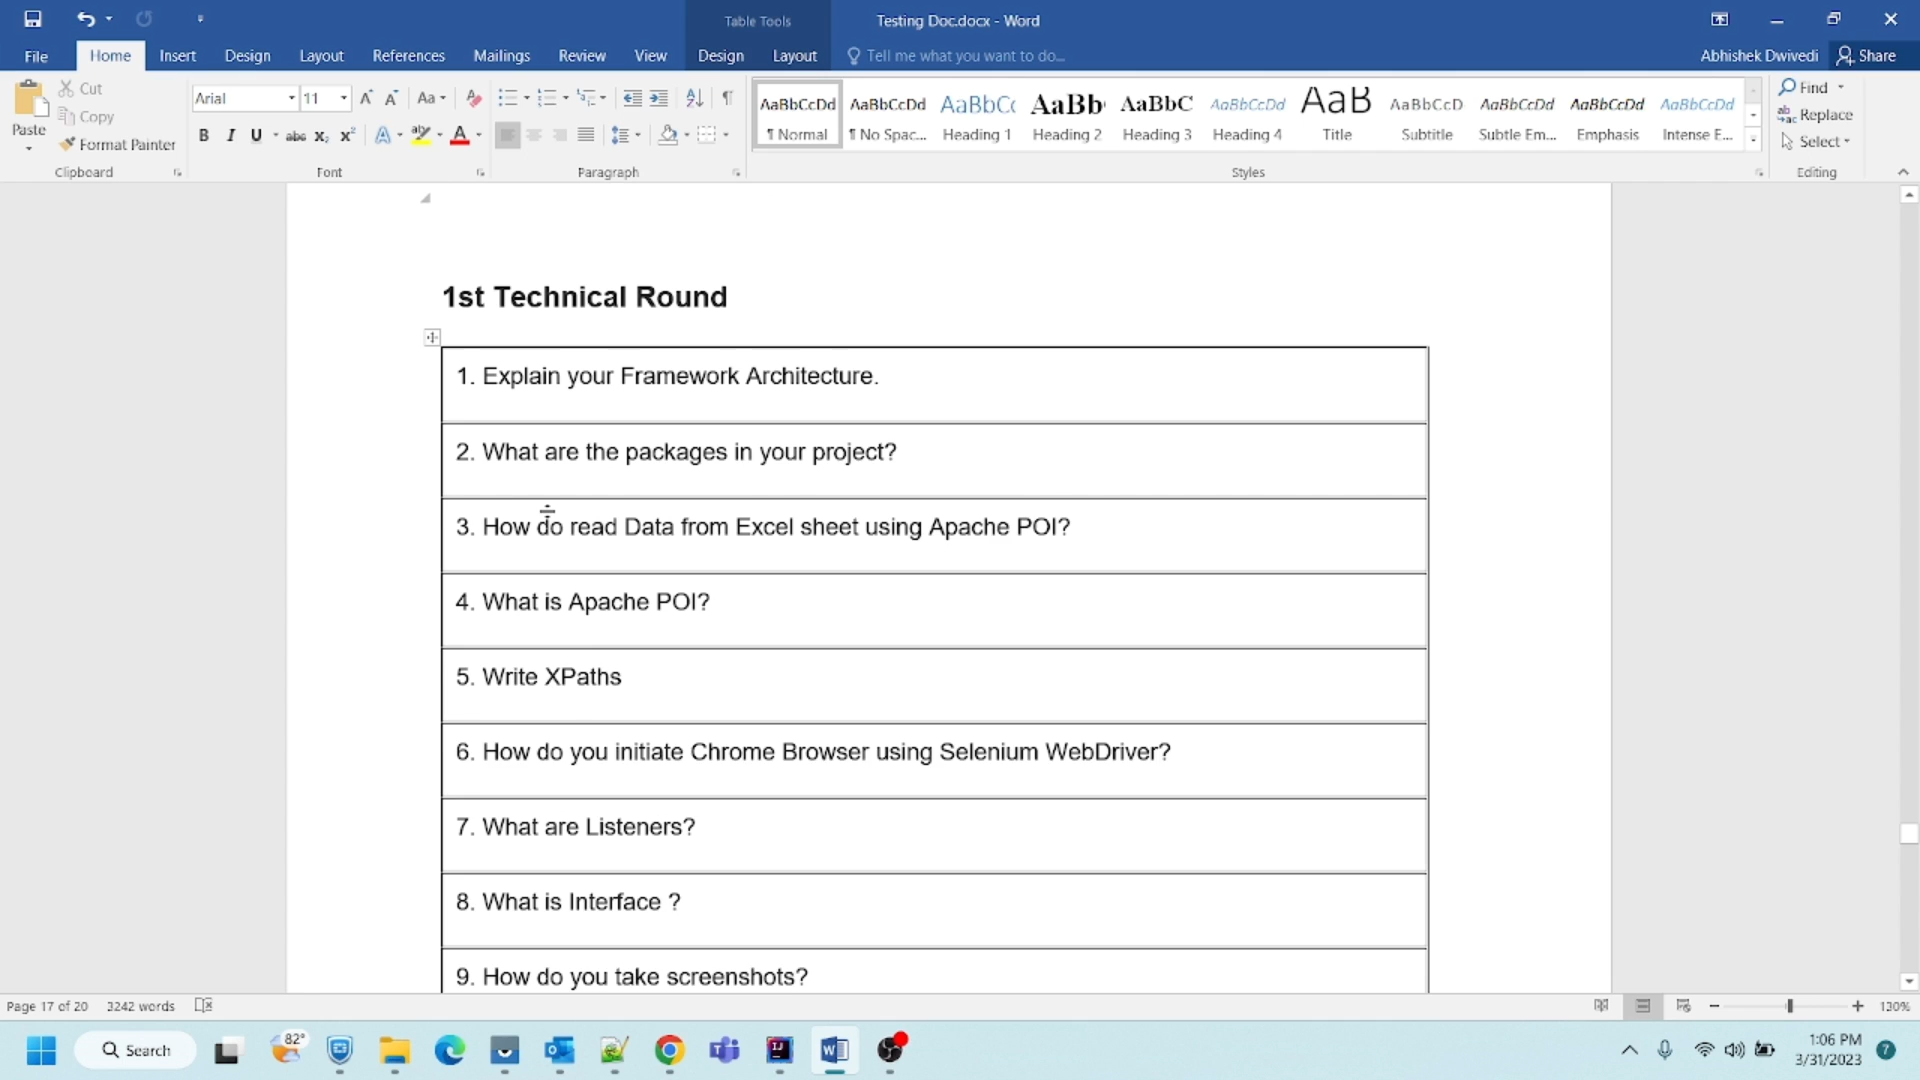 Table Tools
Testing Doc.docx - Word
File
Home
Insert
Design
Layout
References
Mailings
Review
View
Design
Layout
Tell me what you want to do...
Abhishek Dwivedi
Share
Paste
Cut
Copy
Format Painter
Clipboard
Arial
11
Font
Paragraph
AaBbCcDd
¶ Normal
AaBbCcDd
¶ No Spac...
AaBbCc
Heading 1
AaBb
Heading 2
AaBbC
Heading 3
AaBbCcDd
Heading 4
AaB
Title
AaBbCcD
Subtitle
AaBbCcDd
Subtle Em...
AaBbCcDd
Emphasis
AaBbCcDd
Intense E...
Styles
Find
Replace
Select
Editing
1st Technical Round
1. Explain your Framework Architecture.
2. What are the packages in your project?
3. How do read Data from Excel sheet using Apache POI?
4. What is Apache POI?
5. Write XPaths
6. How do you initiate Chrome Browser using Selenium WebDriver?
7. What are Listeners?
8. What is Interface ?
9. How do you take screenshots?
Page 17 of 20
3242 words
130%
82°
Search
1:06 PM
3/31/2023
7